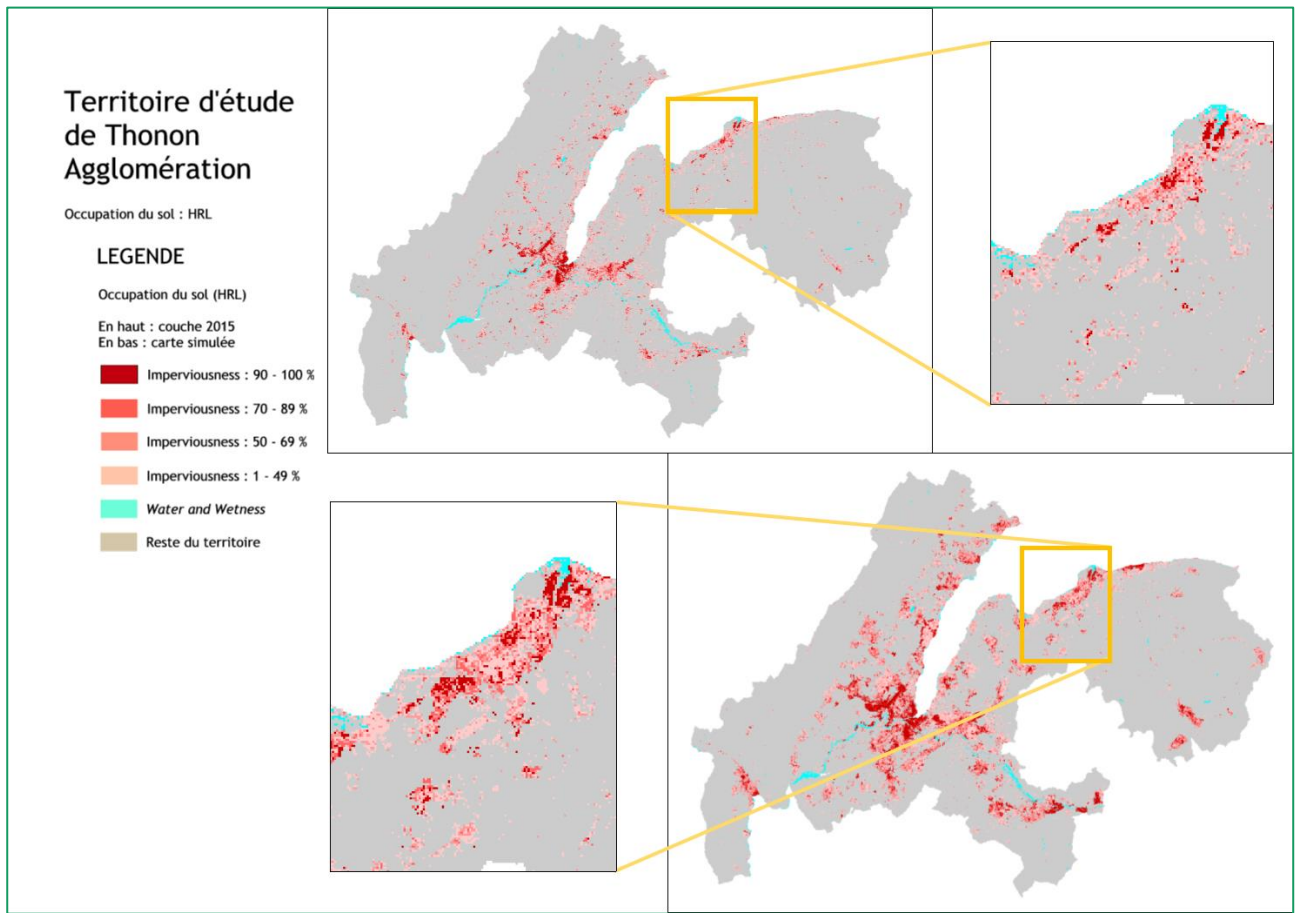 Territoire d'étude
de Thonon
Agglomération
Occupation du sol : HRL
LEGENDE
Occupation du sol (HRL)
En haut : couche 2015
En bas : carte simulée
Imperviousness : 90 - 100 %
Imperviousness : 70 - 89 %
Imperviousness : 50 - 69 %
Imperviousness : 1 - 49 %
Water and Wetness
Reste du territoire